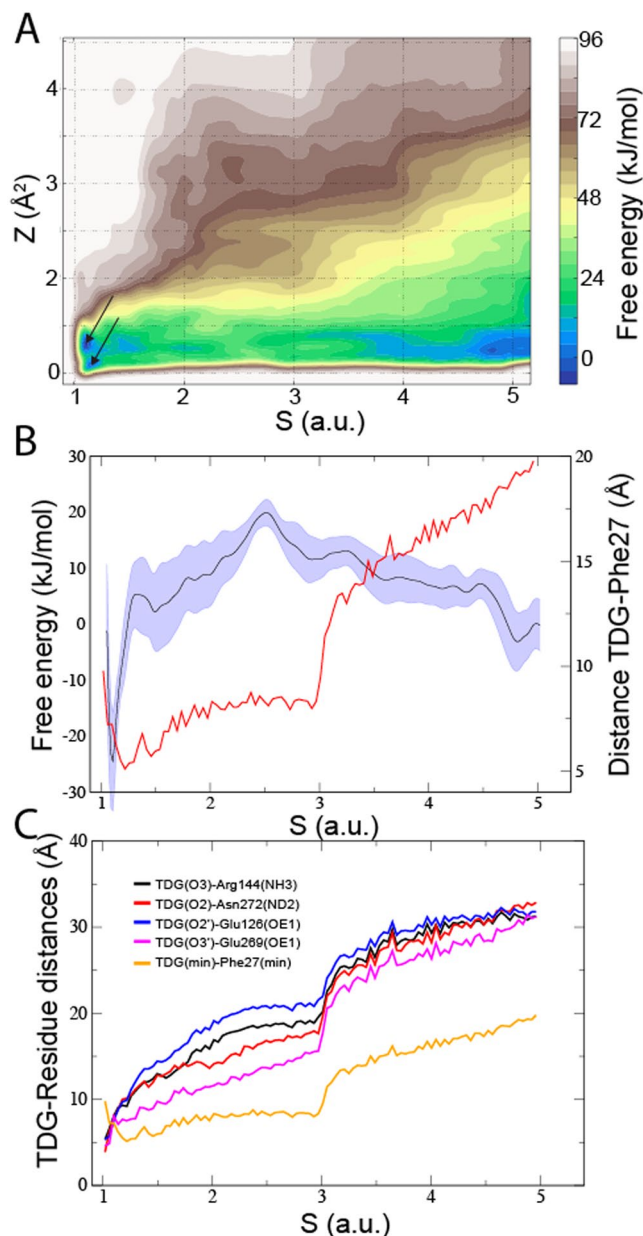 A
4
3
2
0
Z (Å²)
1 2 3 4 5
S (a.u.)
96
72
48
24
0
Free energy (kJ/mol)
B
30
20
10
0
-10
-20
-30
Free energy (kJ/mol)
20
15
10
5
Distance TDG-Phe27 (Å)
1 2 3 4 5
S (a.u.)
C
40
30
20
10
0
TDG-Residue distances (Å)
TDG(O3)-Arg144(NH3)
TDG(O2)-Asn272(ND2)
TDG(O2')-Glu126(OE1)
TDG(O3')-Glu269(OE1)
TDG(min)-Phe27(min)
1 2 3 4 5
S (a.u.)